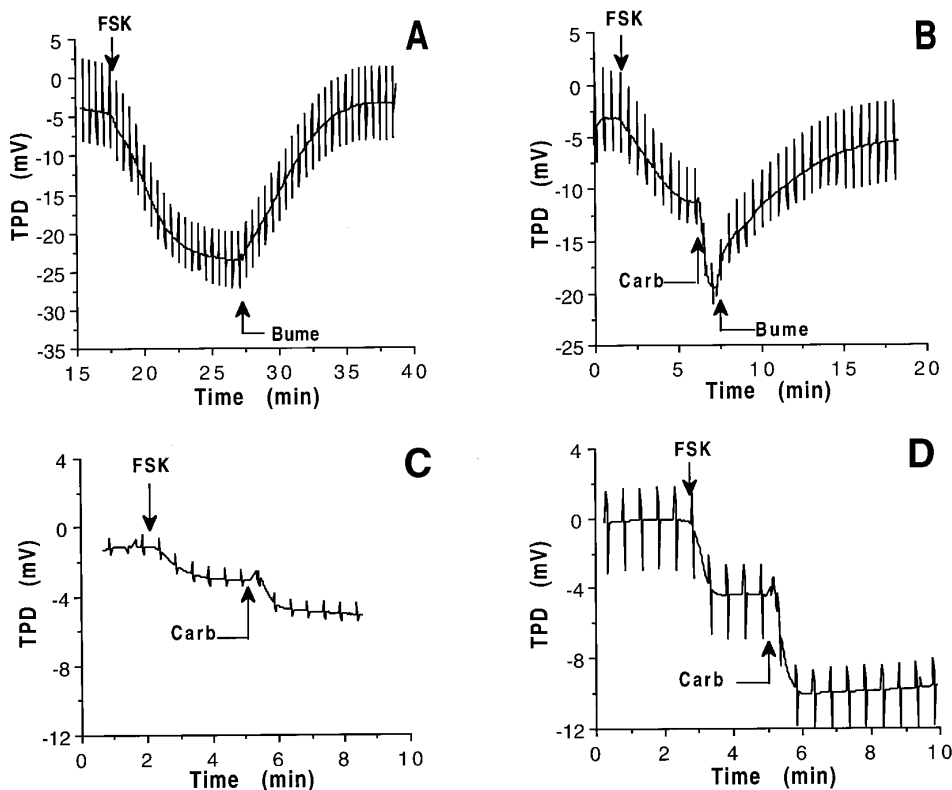 A
FSK
5
0
-5
-10
-15
-20
-25
-30
-35
TPD (mV)
Bume
15 20 25 30 35 40
Time (min)
B
FSK
5
0
-5
-10
-15
-20
-25
TPD (mV)
Carb
Bume
0 5 10 15 20
Time (min)
C
FSK
4
0
-4
-8
-12
TPD (mV)
Carb
0 2 4 6 8 10
Time (min)
D
FSK
4
0
-4
-8
-12
TPD (mV)
Carb
0 2 4 6 8 10
Time (min)